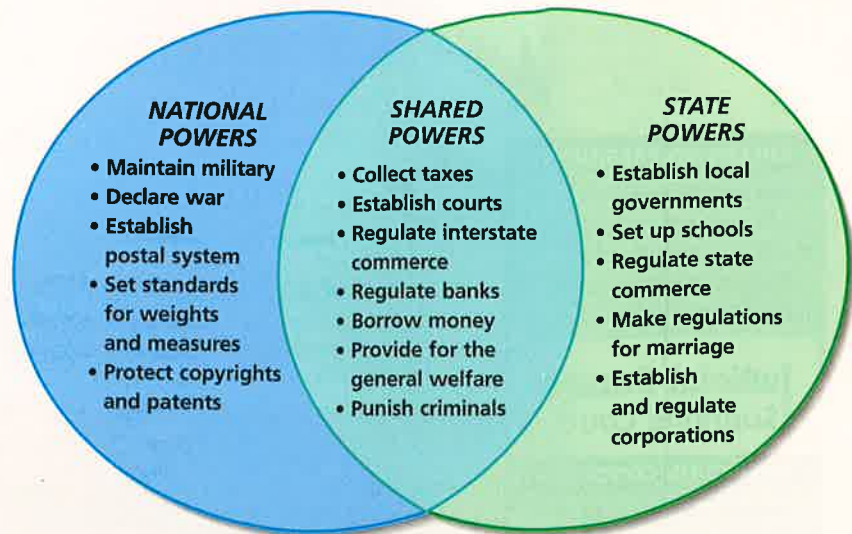 NATIONAL
POWERS
• Maintain military
• Declare war
• Establish
postal system
• Set standards
for weights
and measures
• Protect copyrights
and patents
SHARED
POWERS
• Collect taxes
• Establish courts
• Regulate interstate
commerce
• Regulate banks
• Borrow money
• Provide for the
general welfare
• Punish criminals
STATE
POWERS
• Establish local
governments
• Set up schools
• Regulate state
commerce
• Make regulations
for marriage
• Establish
and regulate
corporations